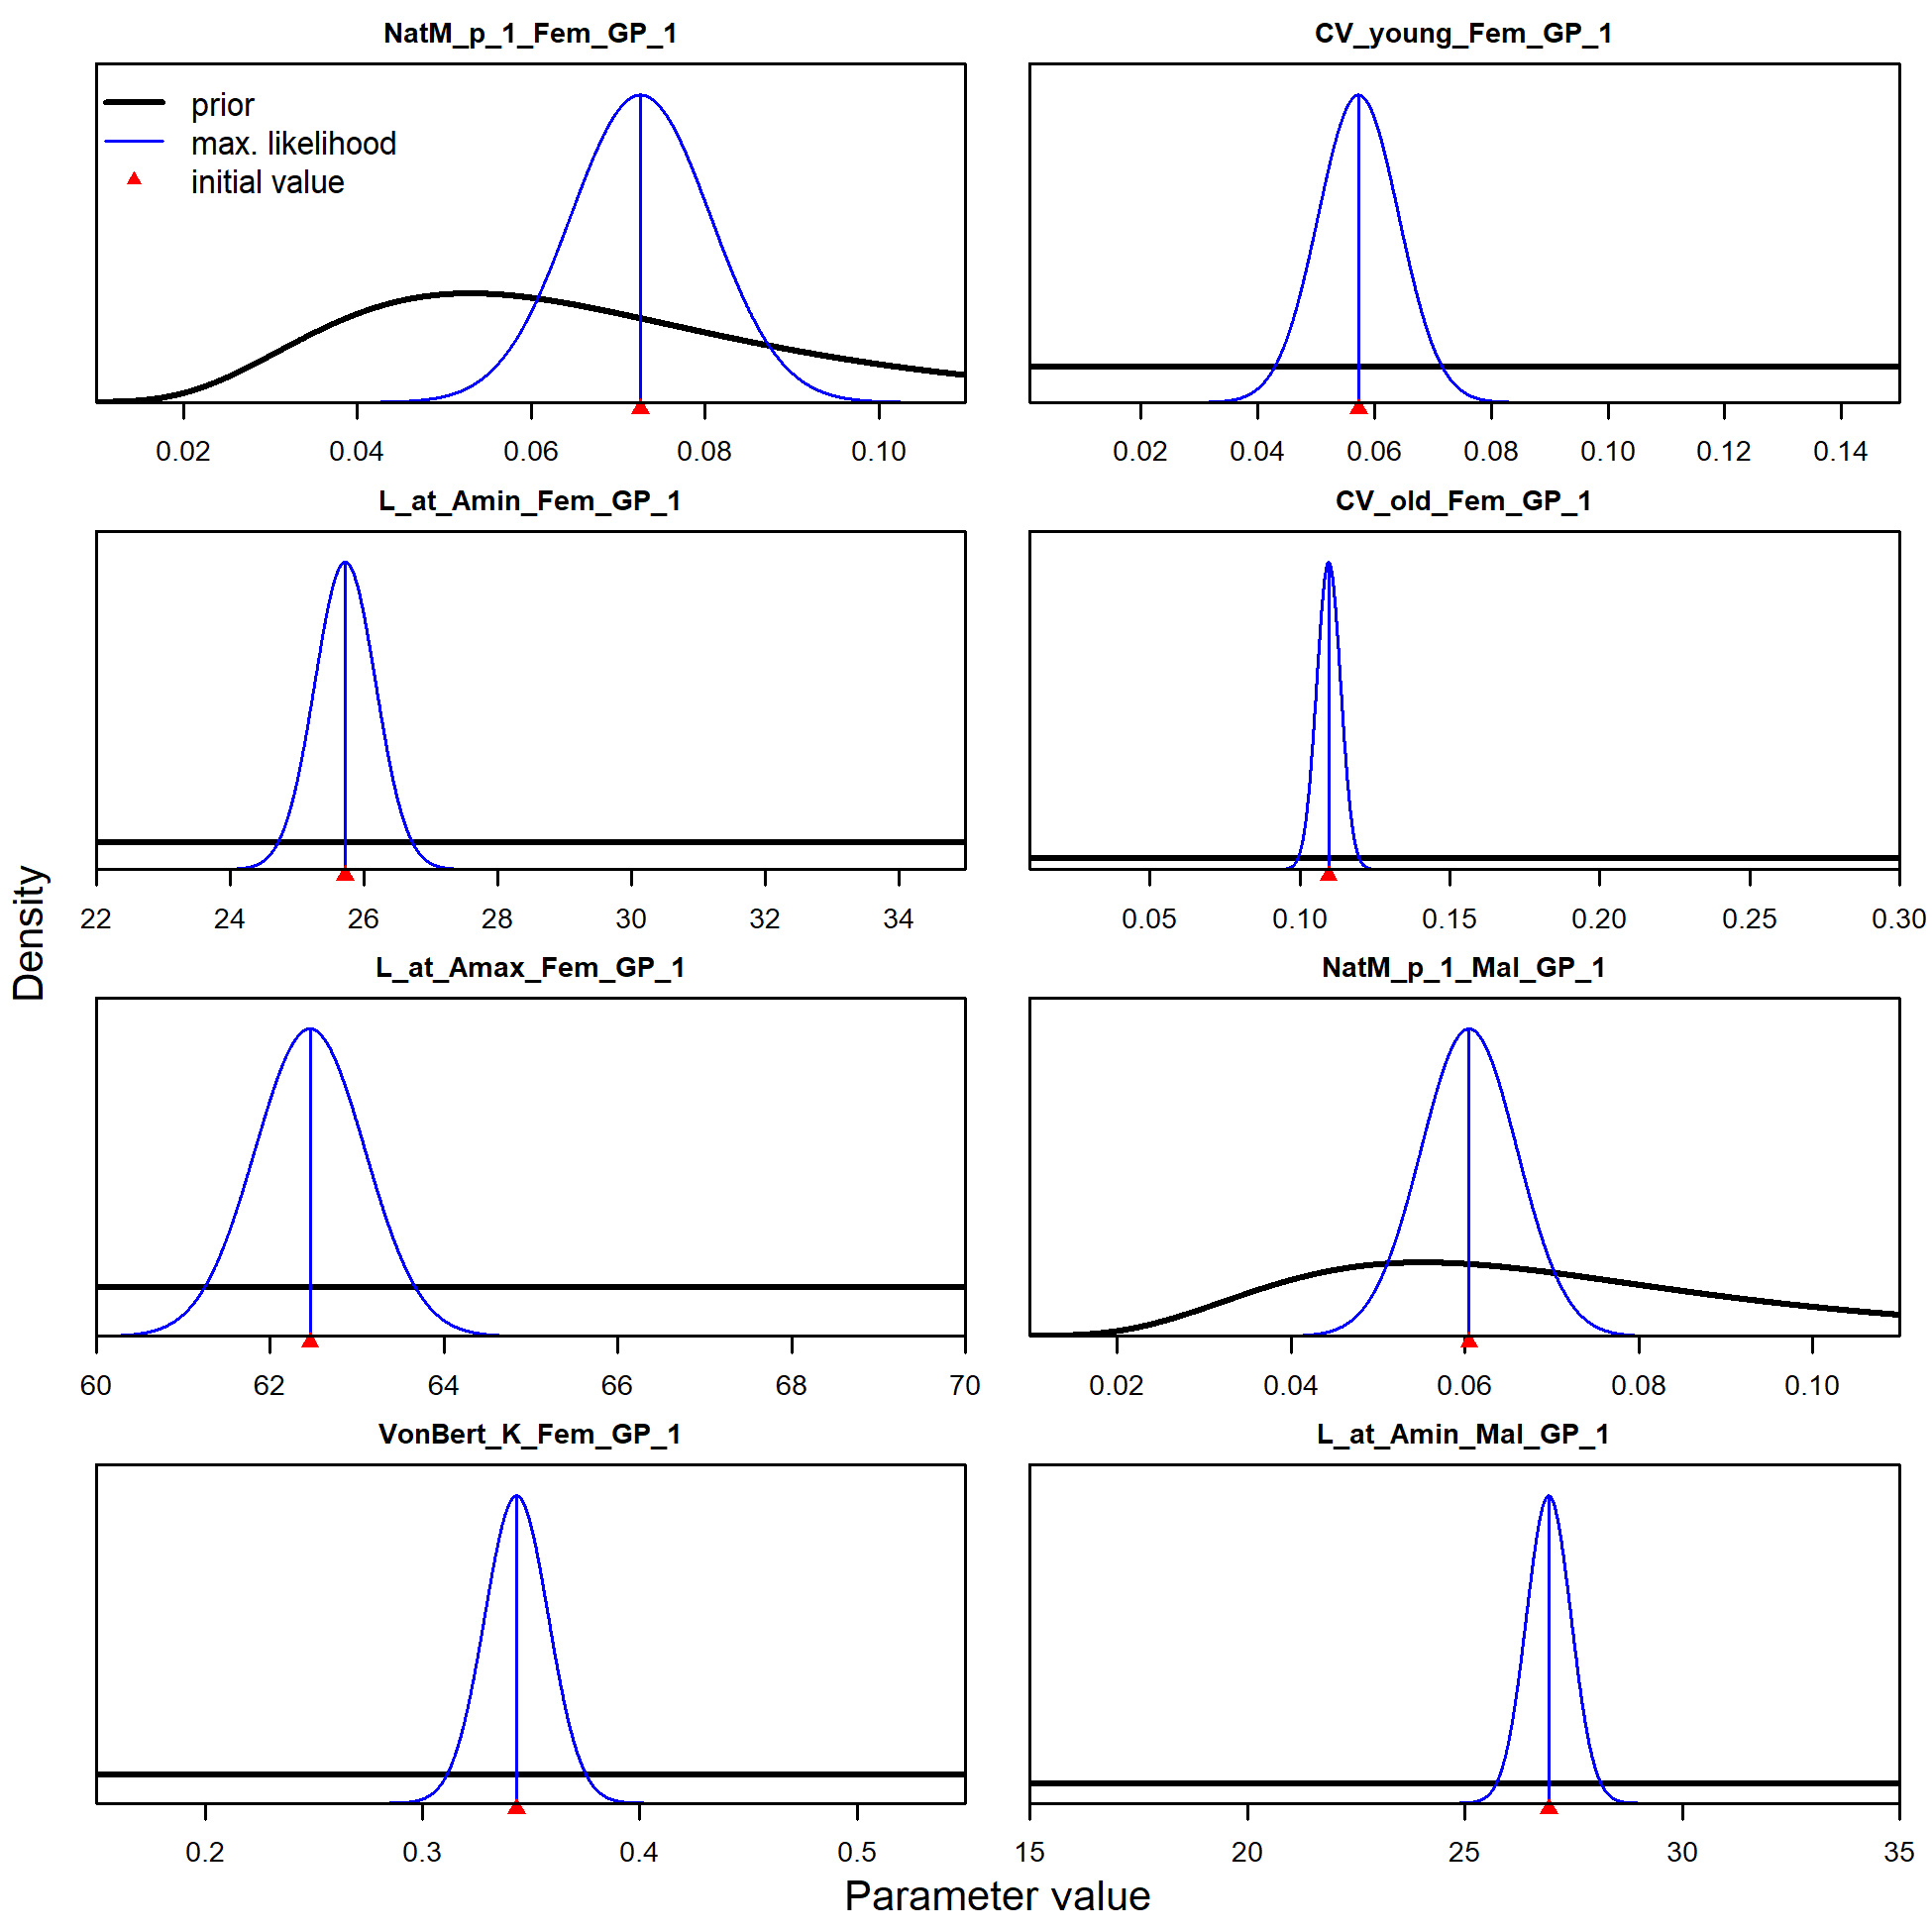 NatM_p_1_Fem_GP_1
prior
max. likelihood
initial value
0.02 0.04 0.06 0.08 0.10
CV_young_Fem_GP_1
0.02 0.04 0.06 0.08 0.10 0.12 0.14
L_at_Amin_Fem_GP_1
22 24 26 28 30 32 34
CV_old_Fem_GP_1
0.05 0.10 0.15 0.20 0.25 0.30
L_at_Amax_Fem_GP_1
60 62 64 66 68 70
NatM_p_1_Mal_GP_1
0.02 0.04 0.06 0.08 0.10
VonBert_K_Fem_GP_1
0.2 0.3 0.4 0.5
L_at_Amin_Mal_GP_1
15 20 25 30 35
Density
Parameter value